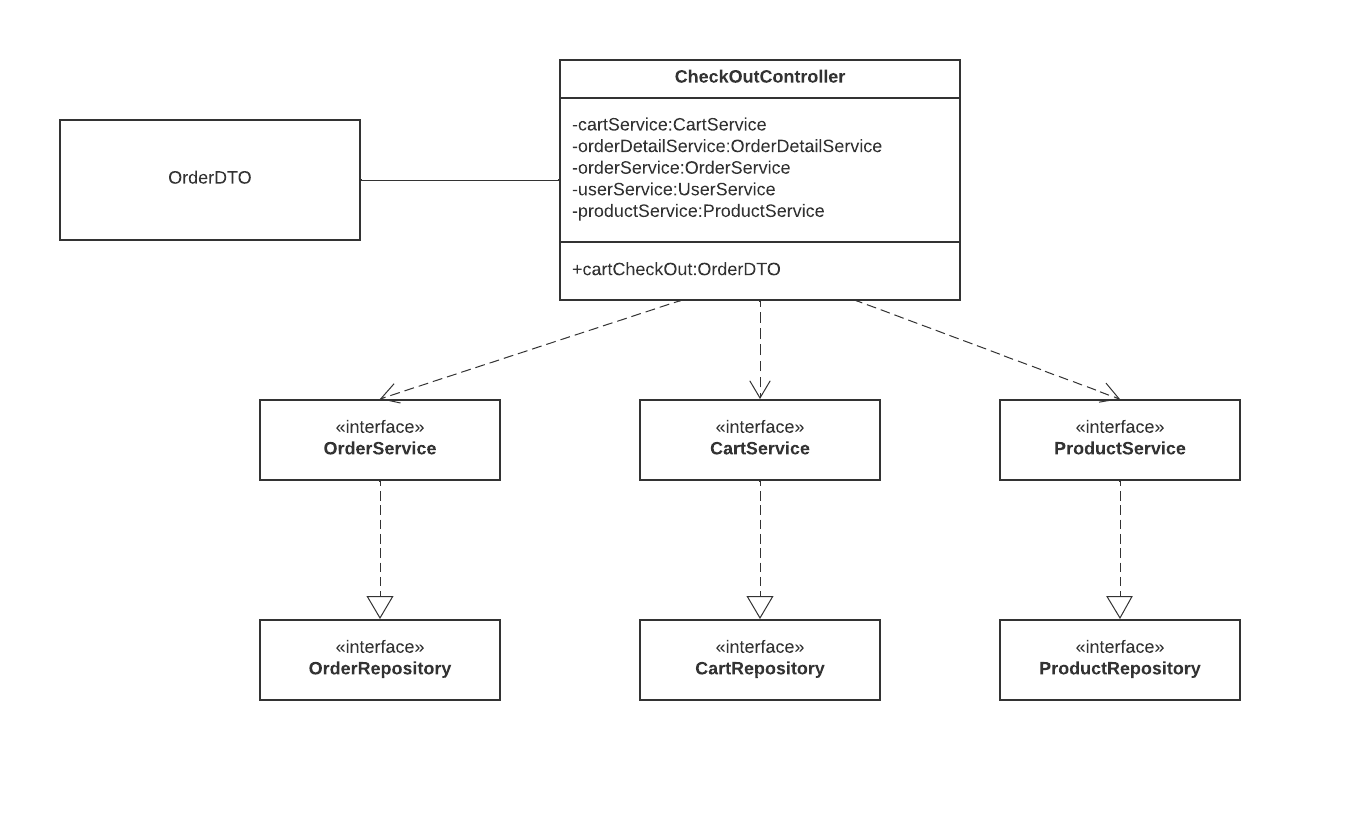 CheckOutController
-cartService:CartService
-orderDetailService:OrderDetailService
-orderService:OrderService
-userService:UserService
-productService:ProductService
+cartCheckOut:OrderDTO
OrderDTO
«interface»
OrderService
«interface»
CartService
«interface»
ProductService
«interface»
OrderRepository
«interface»
CartRepository
«interface»
ProductRepository